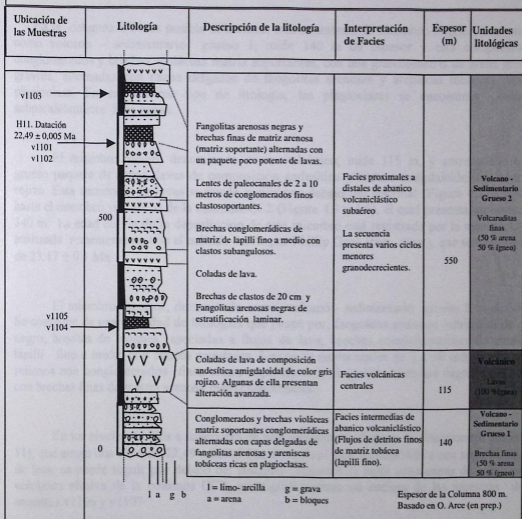 Ubicación de
las Muestras
Litología
Descripción de la litología
Interpretación
de Facies
Espesor
(m)
Unidades
litológicas
v1103
H11. Datación
22,49 ± 0,005 Ma
v1101
v1102
500
v1105
v1104
0
Fangolitas arenosas negras y
brechas finas de matriz arenosa
(matriz soportante) alternadas con
un paquete poco potente de lavas.
Lentes de paleocanales de 2 a 10
metros de conglomerados finos
clastosoportantes.
Brechas conglomerádicas de
matriz de lapilli fino a medio con
clastos subangulosos.
Coladas de lava.
Brechas de clastos de 20 cm y
Fangolitas arenosas negras de
estratificación laminar.
Facies proximales a
distales de abanico
volcaniclástico
subaéreo
La secuencia
presenta varios ciclos
menores
granodecrecientes.
550
Volcano -
Sedimentario
Grueso 2
Volcaruditas
finas
(50 % arena
50 % ígneo)
Coladas de lava de composición
andesítica amigdaloidal de color gris
rojizo. Algunas de ella presentan
alteración avanzada.
Facies volcánicas
centrales
115
Volcánico
Lavas
(100 % ígneo)
Conglomerados y brechas violáceas
matriz soportantes conglomerádicas
alternadas con capas delgadas de
fangolitas arenosas y areniscas
tobáceas ricas en plagioclasas.
Facies intermedias de
abanico volcaniclástico
(Flujos de detritos finos
de matriz tobácea
(lapilli fino).
140
Volcano -
Sedimentario
Grueso 1
Brechas finas
(50 % arena
50 % ígneo)
l a g b
l = limo- arcilla g = grava
a = arena b = bloques
Espesor de la Columna 800 m.
Basado en O. Arce (en prep.)